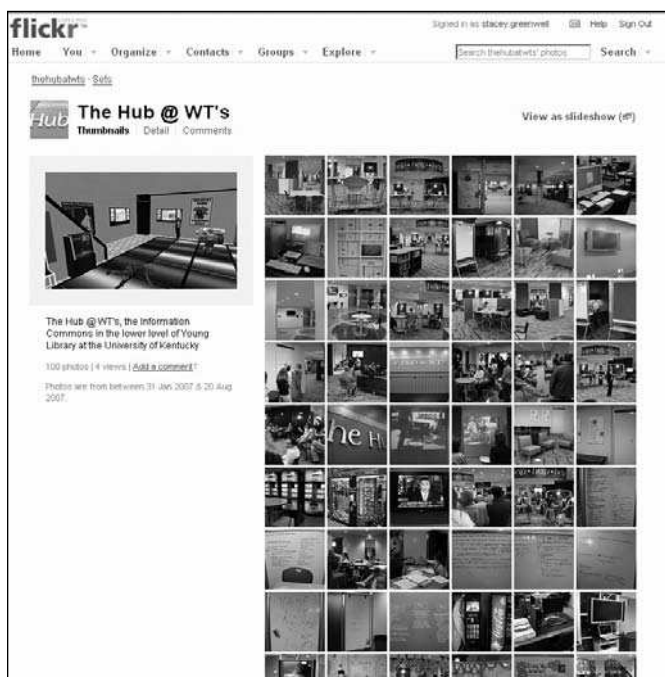 flickr
Signed in as stacey greenwell Help Sign Out
Home You Organize Contacts Groups Explore Search thehubatwts' photos Search
thehubatwts · Sets
Hub
The Hub @ WT's
Thumbnails Detail Comments
View as slideshow
The Hub @ WT's, the Information
Commons in the lower level of Young
Library at the University of Kentucky
100 photos | 4 views | Add a comment?
Photos are from between 31 Jan 2007 & 20 Aug
2007.
he Hu